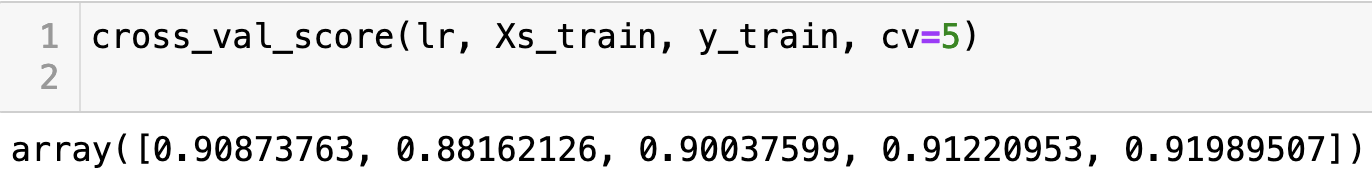 1 cross_val_score(lr, Xs_train, y_train, cv=5)
2
array([0.90873763, 0.88162126, 0.90037599, 0.91220953, 0.91989507])